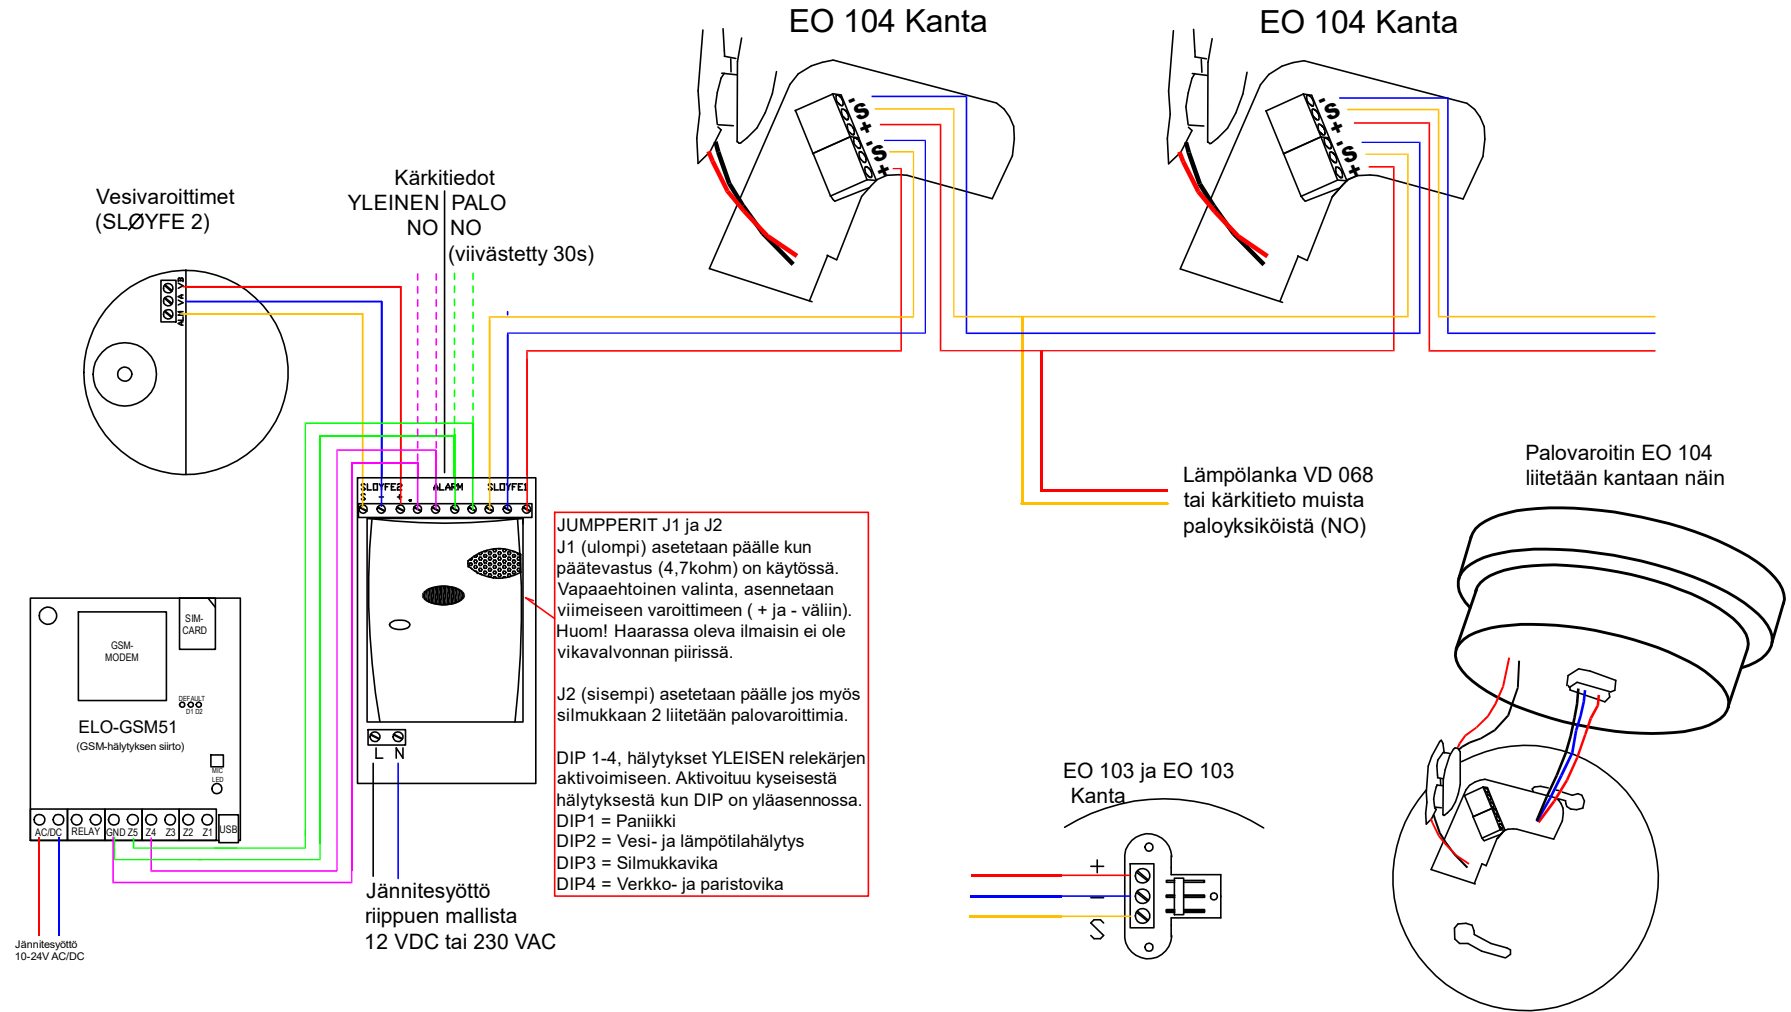 EO 104 Kanta
EO 104 Kanta
- S +
- S +
- S +
- S +
Vesivaroittimet
(SLØYFE 2)
Kärkitiedot
YLEINEN PALO
NO NO
(viivästetty 30s)
VB
VA
ALM
SLØYFE2 ALARM SLØYFE1
S - +
Lämpölanka VD 068
tai kärkitieto muista
paloyksiköistä (NO)
Palovaroitin EO 104
liitetään kantaan näin
JUMPPERIT J1 ja J2
J1 (ulompi) asetetaan päälle kun
päätevastus (4,7kohm) on käytössä.
Vapaaehtoinen valinta, asennetaan
viimeiseen varoittimeen ( + ja - väliin).
Huom! Haarassa oleva ilmaisin ei ole
vikavalvonnan piirissä.
J2 (sisempi) asetetaan päälle jos myös
silmukkaan 2 liitetään palovaroittimia.
DIP 1-4, hälytykset YLEISEN relekärjen
aktivoimiseen. Aktivoituu kyseisestä
hälytyksestä kun DIP on yläasennossa.
DIP1 = Paniikki
DIP2 = Vesi- ja lämpötilahälytys
DIP3 = Silmukkavika
DIP4 = Verkko- ja paristovika
SIM-
CARD
GSM-
MODEM
DEFAULT
D1 D2
ELO-GSM51
(GSM-hälytyksen siirto)
MIC
LED
AC/DC RELAY GND Z5 Z4 Z3 Z2 Z1 USB
L N
Jännitesyöttö
riippuen mallista
12 VDC tai 230 VAC
Jännitesyöttö
10-24V AC/DC
EO 103 ja EO 103
Kanta
+
-
S